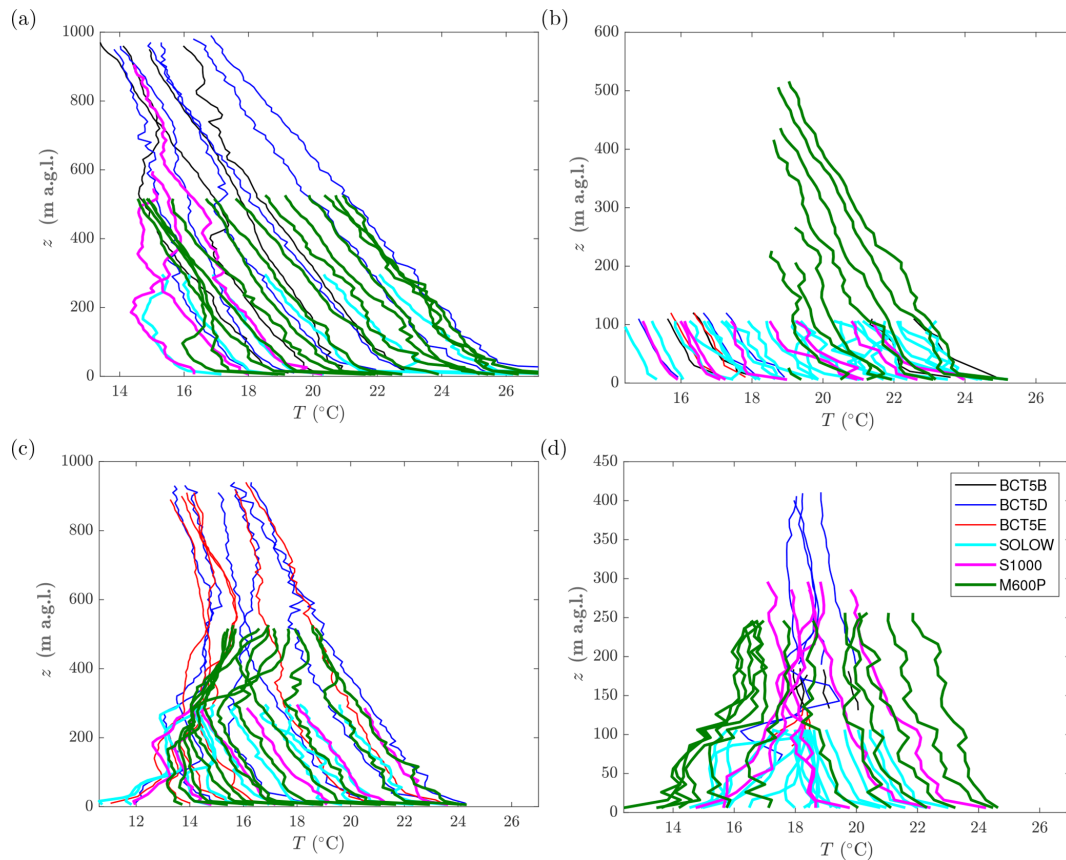 (a)
1000
800
600
400
200
0
z (m a.g.l.)
14 16 18 20 22 24 26
T (°C)
(b)
600
500
400
300
200
100
0
z (m a.g.l.)
16 18 20 22 24 26
T (°C)
(c)
1000
800
600
400
200
0
z (m a.g.l.)
12 14 16 18 20 22 24 26
T (°C)
(d)
450
400
350
300
250
200
150
100
50
0
z (m a.g.l.)
14 16 18 20 22 24 26
T (°C)
BCT5B
BCT5D
BCT5E
SOLOW
S1000
M600P